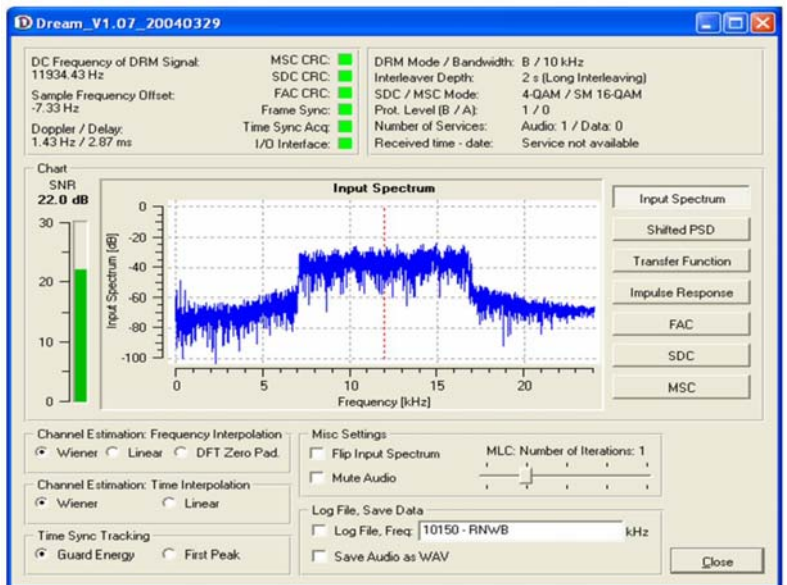 Dream_V1.07_20040329
DC Frequency of DRM Signal:
11934.43 Hz
Sample Frequency Offset:
-7.33 Hz
Doppler / Delay:
1.43 Hz / 2.87 ms
MSC CRC:
SDC CRC:
FAC CRC:
Frame Sync:
Time Sync Acq:
I/O Interface:
DRM Mode / Bandwidth: B / 10 kHz
Interleaver Depth: 2 s (Long Interleaving)
SDC / MSC Mode: 4-QAM / SM 16-QAM
Prot. Level (B / A): 1 / 0
Number of Services: Audio: 1 / Data: 0
Received time - date: Service not available
Chart
SNR
22.0 dB
30
20
10
0
Input Spectrum
Input Spectrum [dB]
0
-20
-40
-60
-80
-100
0 5 10 15 20
Frequency [kHz]
Input Spectrum
Shifted PSD
Transfer Function
Impulse Response
FAC
SDC
MSC
Channel Estimation: Frequency Interpolation
Wiener Linear DFT Zero Pad.
Channel Estimation: Time Interpolation
Wiener Linear
Time Sync Tracking
Guard Energy First Peak
Misc Settings
Flip Input Spectrum
Mute Audio
MLC: Number of Iterations: 1
Log File, Save Data
Log File, Freq: 10150 - RNWB kHz
Save Audio as WAV
Close